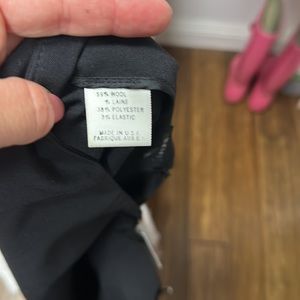 59% WOOL
% LAINE
38% POLYESTER
3% ELASTIC
MADE IN U.S.A
FABRIQUE AUX E.